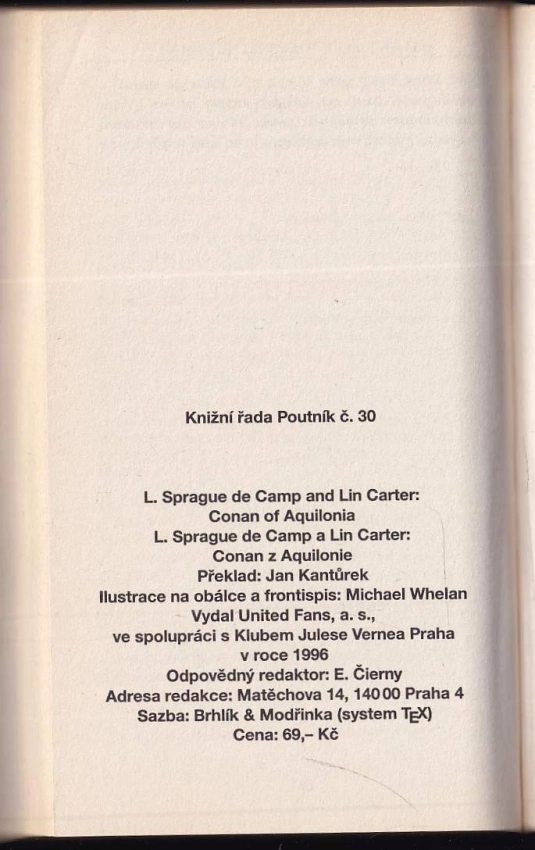 Knižní řada Poutník č. 30
L. Sprague de Camp and Lin Carter:
Conan of Aquilonia
L. Sprague de Camp a Lin Carter:
Conan z Aquilonie
Překlad: Jan Kantůrek
Ilustrace na obálce a frontispis: Michael Whelan
Vydal United Fans, a. s.,
ve spolupráci s Klubem Julese Vernea Praha
v roce 1996
Odpovědný redaktor: E. Čierny
Adresa redakce: Matěchova 14, 140 00 Praha 4
Sazba: Brhlík & Modřinka (system TEX)
Cena: 69,– Kč